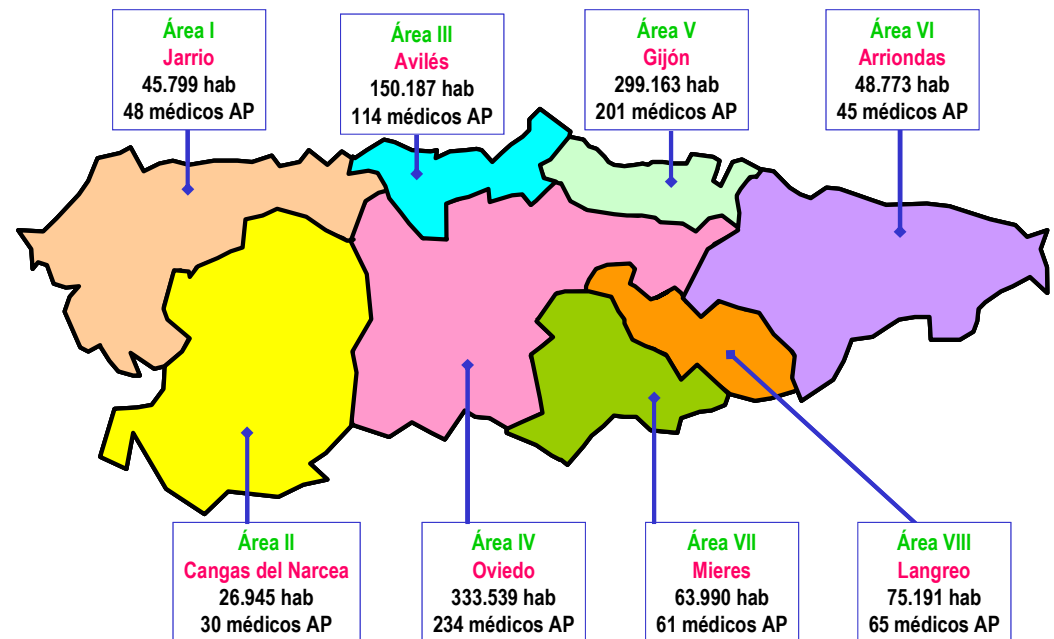 Área I
Jarrio
45.799 hab
48 médicos AP
Área III
Avilés
150.187 hab
114 médicos AP
Área V
Gijón
299.163 hab
201 médicos AP
Área VI
Arriondas
48.773 hab
45 médicos AP
Área II
Cangas del Narcea
26.945 hab
30 médicos AP
Área IV
Oviedo
333.539 hab
234 médicos AP
Área VII
Mieres
63.990 hab
61 médicos AP
Área VIII
Langreo
75.191 hab
65 médicos AP